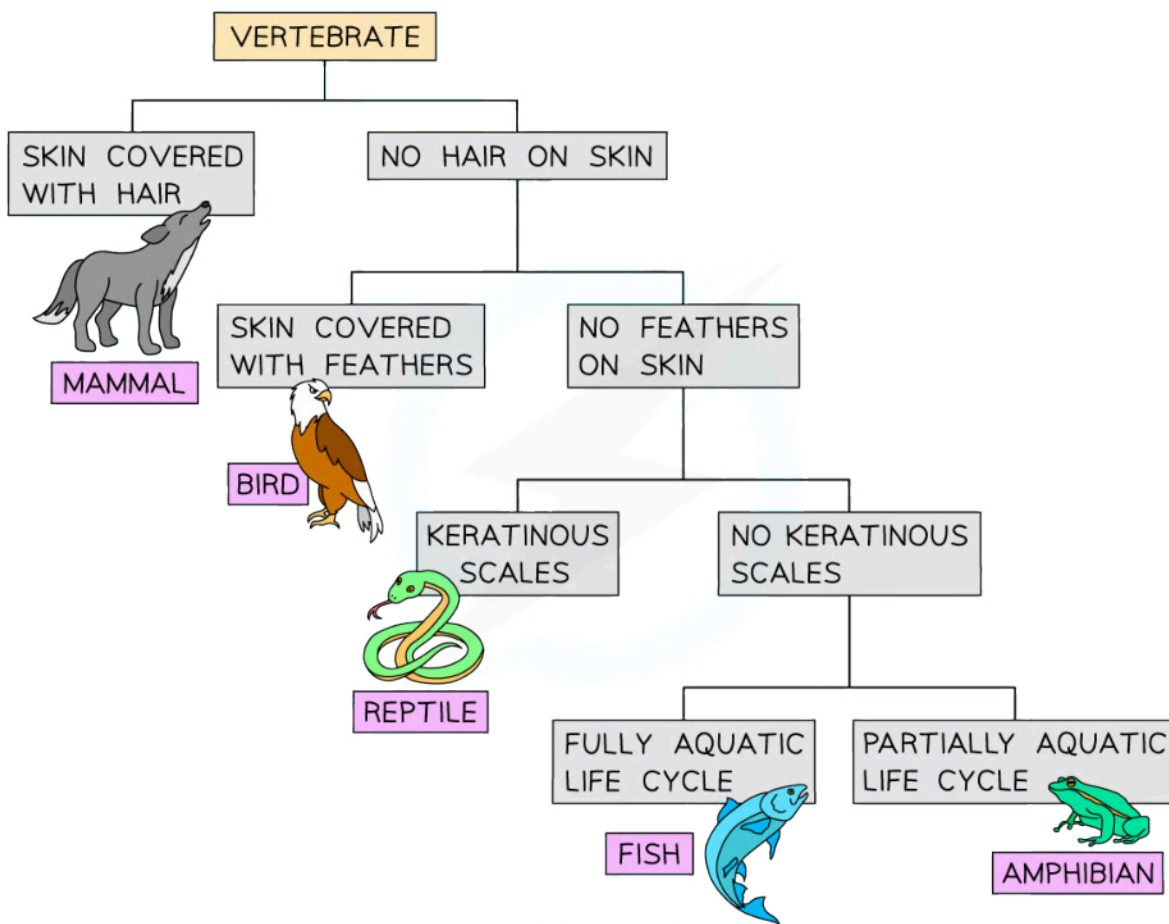 VERTEBRATE
SKIN COVERED
WITH HAIR
NO HAIR ON SKIN
MAMMAL
SKIN COVERED
WITH FEATHERS
NO FEATHERS
ON SKIN
BIRD
KERATINOUS
SCALES
NO KERATINOUS
SCALES
REPTILE
FULLY AQUATIC
LIFE CYCLE
PARTIALLY AQUATIC
LIFE CYCLE
FISH
AMPHIBIAN